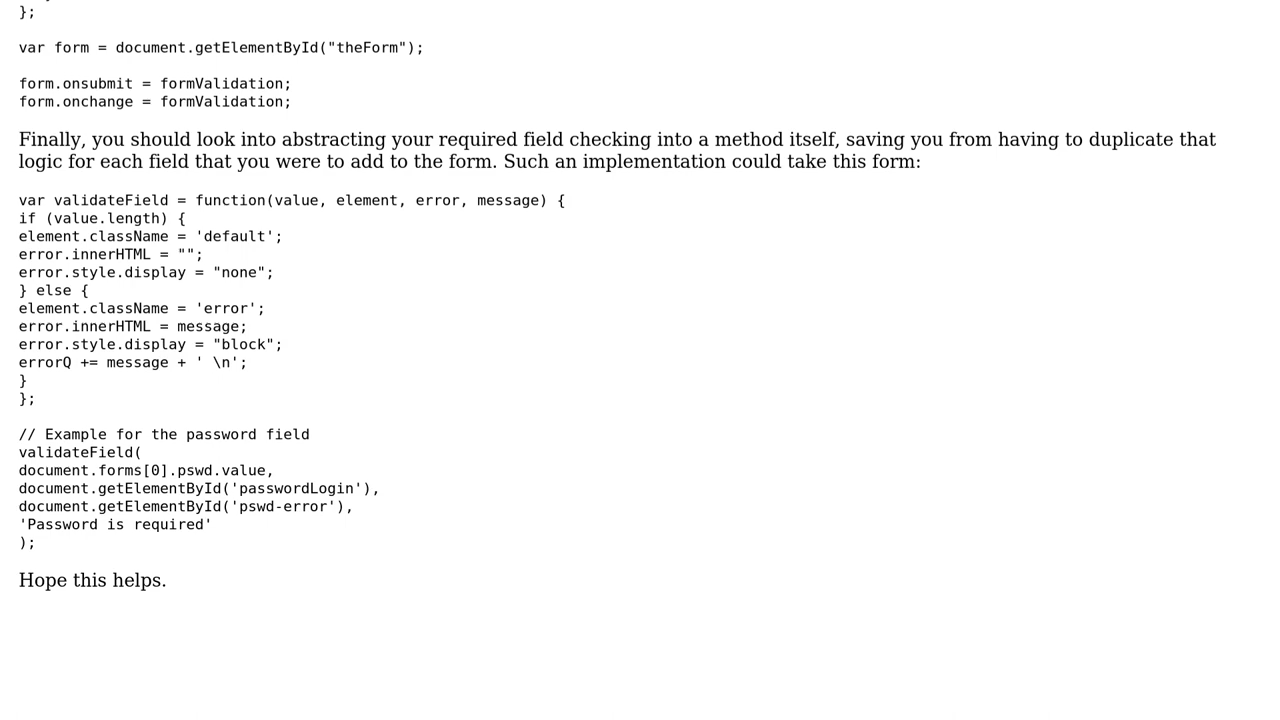 };
var form = document.getElementById("theForm");
form.onsubmit = formValidation;
form.onchange = formValidation;
Finally, you should look into abstracting your required field checking into a method itself, saving you from having to duplicate that
logic for each field that you were to add to the form. Such an implementation could take this form:
var validateField = function(value, element, error, message) {
if (value.length) {
element.className = 'default';
error.innerHTML = "";
error.style.display = "none";
} else {
element.className = 'error';
error.innerHTML = message;
error.style.display = "block";
errorQ += message + ' \n';
}
};
// Example for the password field
validateField(
document.forms[0].pswd.value,
document.getElementById('passwordLogin'),
document.getElementById('pswd-error'),
'Password is required'
);
Hope this helps.